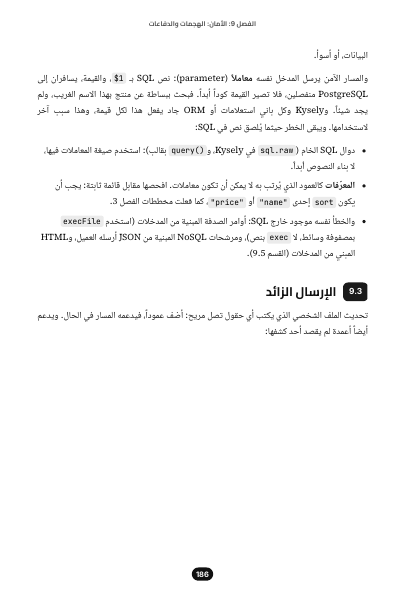 الفصل 9: الأمان: الهجمات والدفاعات
البيانات، أو أسوأ.
والمسار الآمن يرسل المدخل نفسه معاملاً (parameter): نص SQL بـ $1، والقيمة، يسافران إلى
PostgreSQL منفصلين، فلا تصير القيمة كوداً أبداً. فبحث ببساطة عن منتج بهذا الاسم الغريب، ولم
يجد شيئاً. وKysely وكل باني استعلامات أو ORM جاد يفعل هذا لكل قيمة، وهذا سبب آخر
لاستخدامها. ويبقى الخطر حيثما يُلصق نص في SQL:
• دوال SQL الخام (sql.raw في Kysely، و query() بقالب): استخدم صيغة المعاملات فيها،
لا بناء النصوص أبداً.
• المعرّفات كالعمود الذي يُرتب به لا يمكن أن تكون معاملات. افحصها مقابل قائمة ثابتة: يجب أن
يكون sort إحدى "name" أو "price"، كما فعلت مخططات الفصل 3.
• والخطأ نفسه موجود خارج SQL: أوامر الصدفة المبنية من المدخلات (استخدم execFile
بمصفوفة وسائط، لا exec بنص)، ومرشحات NoSQL المبنية من JSON أرسله العميل، وHTML
المبني من المدخلات (القسم 9.5).
9.3 الإرسال الزائد
تحديث الملف الشخصي الذي يكتب أي حقول تصل مريح: أضف عموداً، فيدعمه المسار في الحال. ويدعم
أيضاً أعمدة لم يقصد أحد كشفها:
186